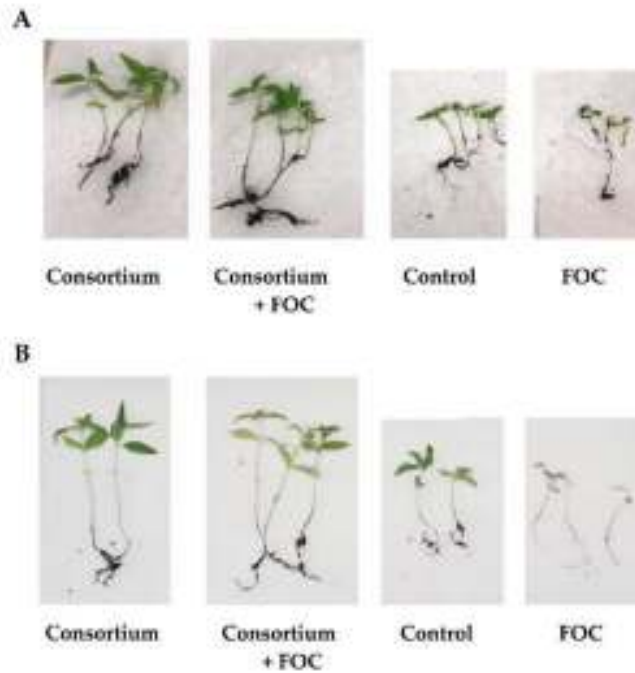 A
Consortium
Consortium
+ FOC
Control
FOC
B
Consortium
Consortium
+ FOC
Control
FOC